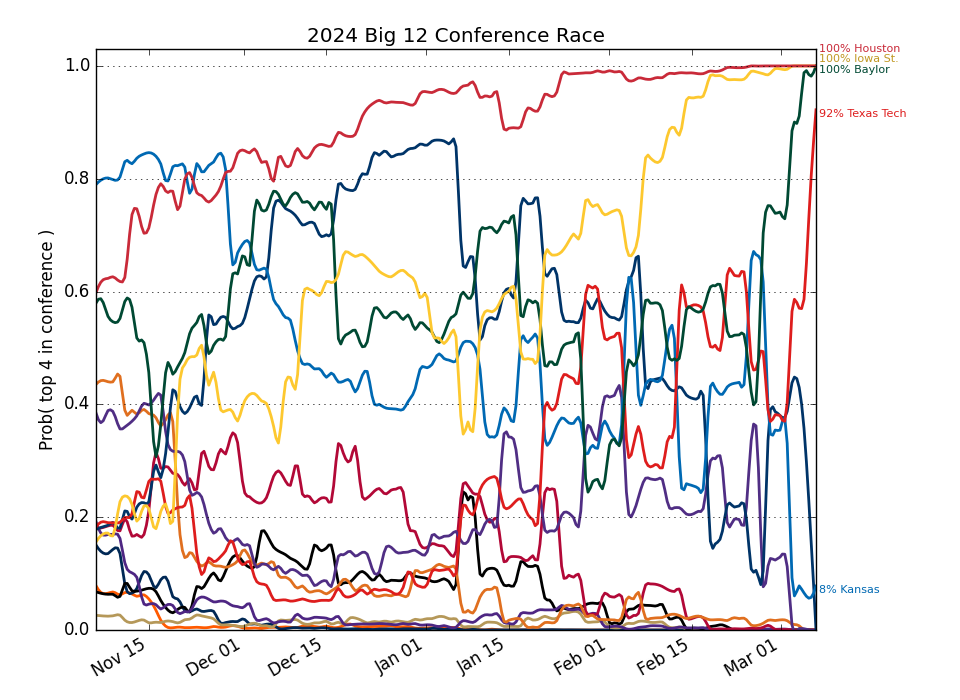 2024 Big 12 Conference Race
100% Houston
100% Iowa St.
100% Baylor
92% Texas Tech
8% Kansas
Prob( top 4 in conference )
1.0
0.8
0.6
0.4
0.2
0.0
Nov 15
Dec 01
Dec 15
Jan 01
Jan 15
Feb 01
Feb 15
Mar 01